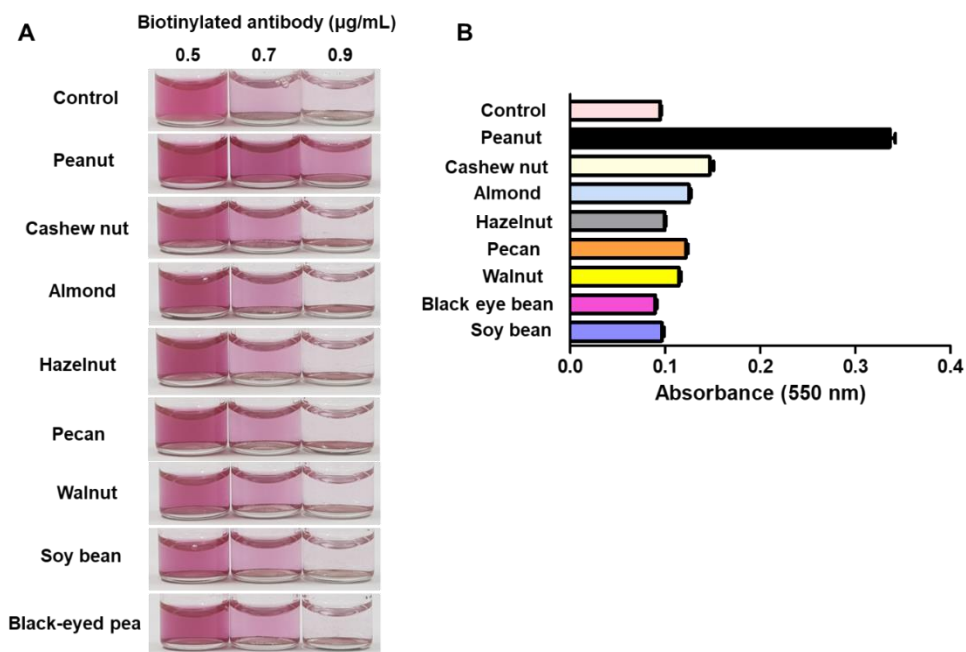 A
Biotinylated antibody (µg/mL)
0.5 0.7 0.9
Control
Peanut
Cashew nut
Almond
Hazelnut
Pecan
Walnut
Soy bean
Black-eyed pea
B
Control
Peanut
Cashew nut
Almond
Hazelnut
Pecan
Walnut
Black eye bean
Soy bean
0.0 0.1 0.2 0.3 0.4
Absorbance (550 nm)